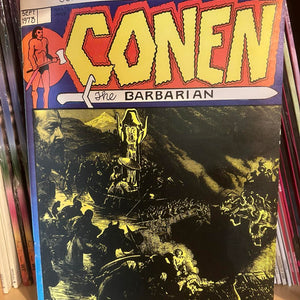 SEPT
1978
CONEN
the BARBARIAN